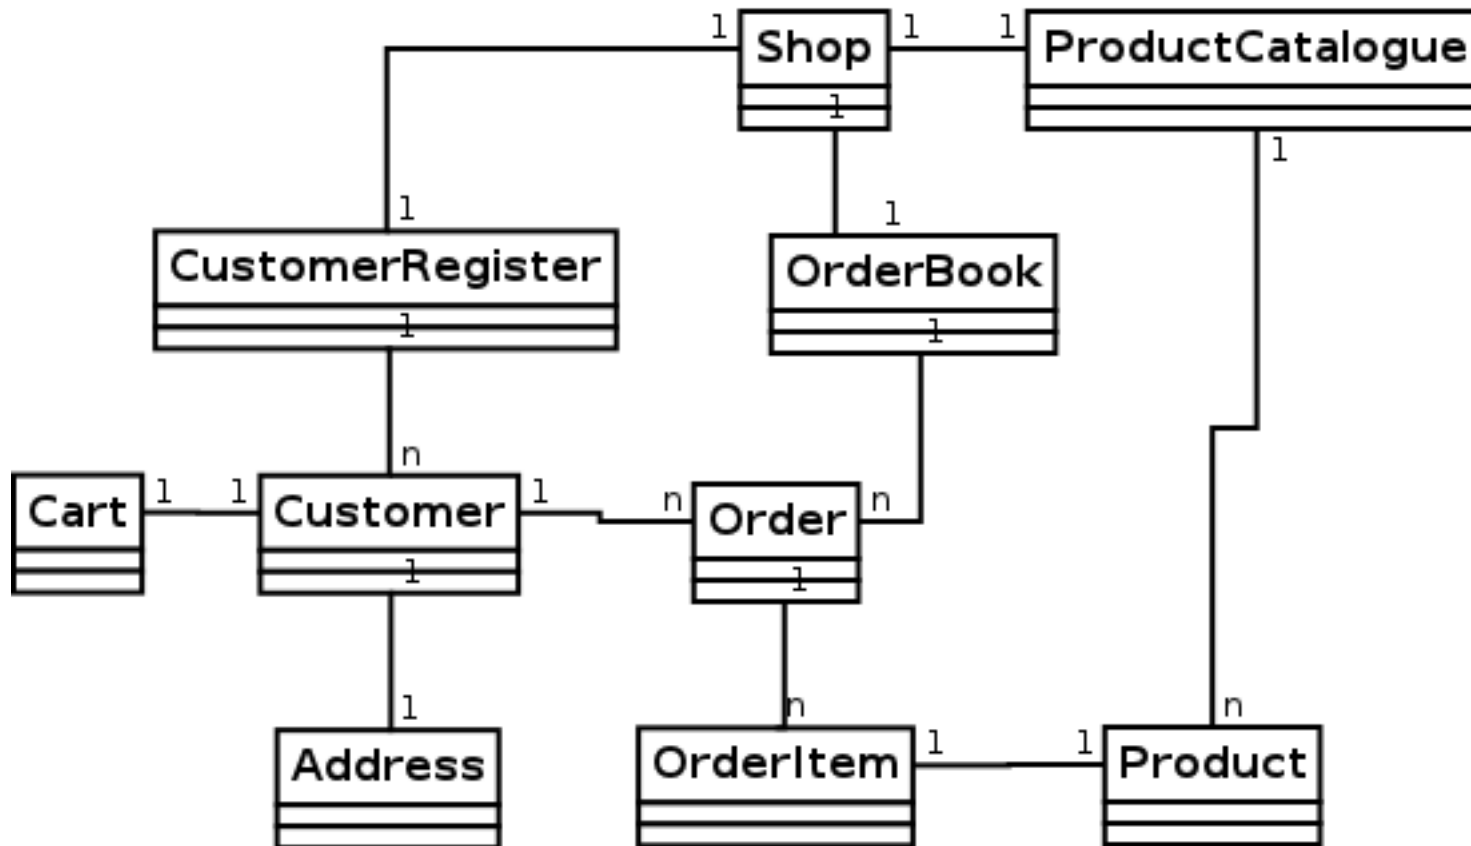 1 Shop 1 1 ProductCatalogue
1
1
1 1
CustomerRegister OrderBook
1 1
n
Cart 1 1 Customer 1 n Order n
1 1
1 n n
Address OrderItem 1 1 Product